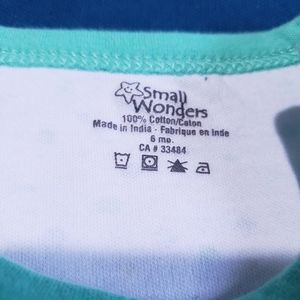 Small
Wonders
100% Cotton/Coton
Made in India - Fabrique en Inde
6 mo.
CA # 33484